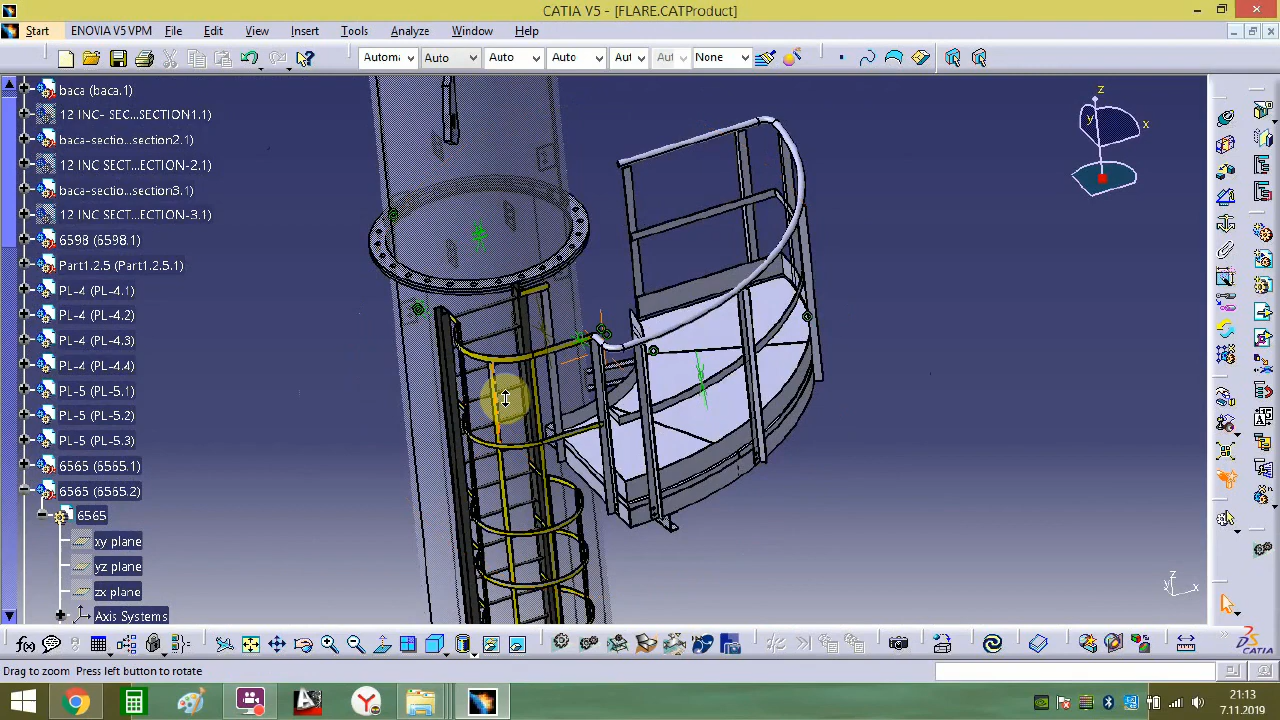 CATIA V5 - [FLARE.CATProduct]
Start ENOVIA V5 VPM File Edit View Insert Tools Analyze Window Help
Autom Auto Auto Auto Aut Aut None
baca (baca.1)
12 INC- SEC...SECTION1.1)
baca-sectio...section2.1)
12 INC SECT...ECTION-2.1)
baca-sectio...section3.1)
12 INC SECT...ECTION-3.1)
6598 (6598.1)
Part1.2.5 (Part1.2.5.1)
PL-4 (PL-4.1)
PL-4 (PL-4.2)
PL-4 (PL-4.3)
PL-4 (PL-4.4)
PL-5 (PL-5.1)
PL-5 (PL-5.2)
PL-5 (PL-5.3)
6565 (6565.1)
6565 (6565.2)
6565
xy plane
yz plane
zx plane
Axis Systems
z
y
x
z
y
x
CATIA
Drag to zoom Press left button to rotate
21:13
7.11.2019